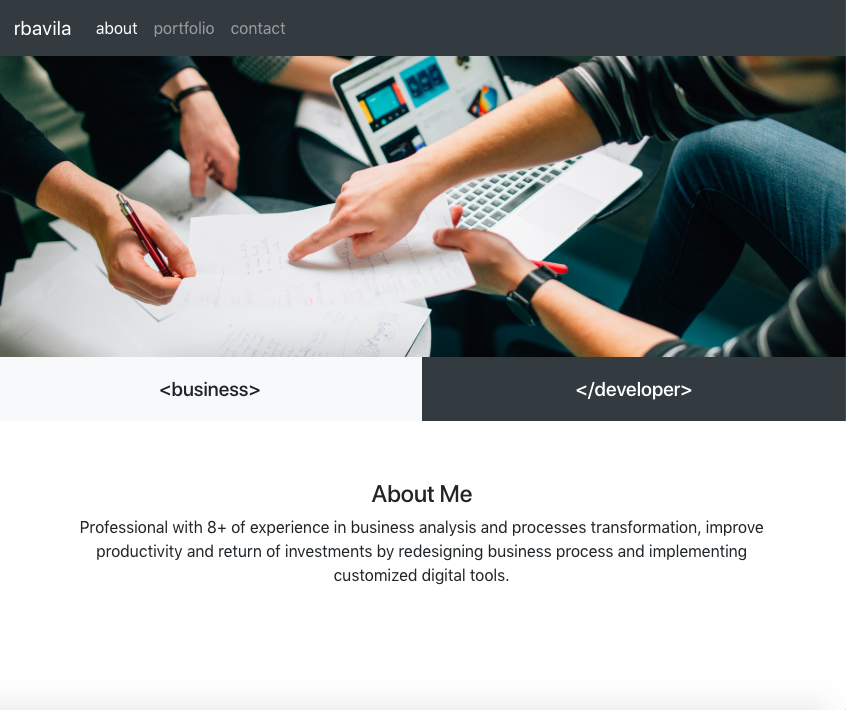 rbavila about portfolio contact
<business> </developer>
About Me
Professional with 8+ of experience in business analysis and processes transformation, improve
productivity and return of investments by redesigning business process and implementing
customized digital tools.